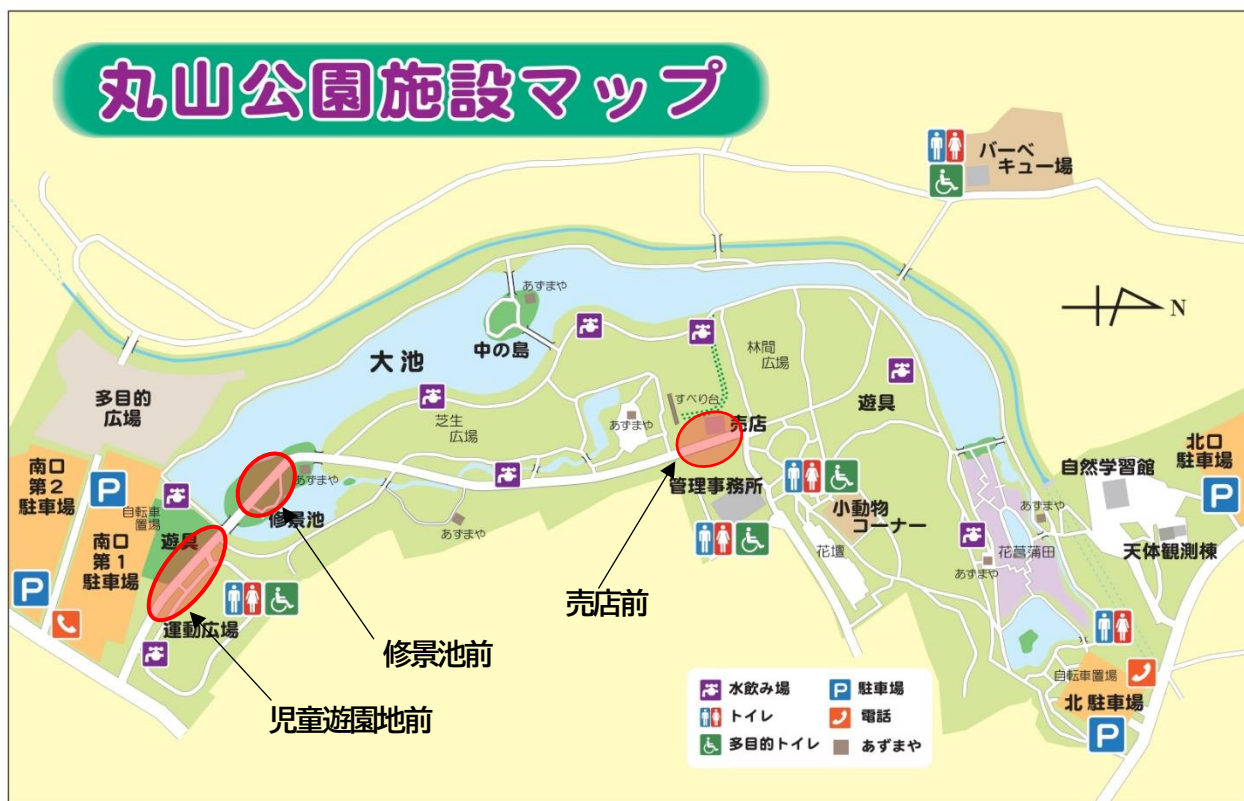 丸山公園施設マップ
バーベ
キュー場
あずまや
中の島
大池
N
林間
広場
多目的
広場
遊具
すべり台
売店
芝生
広場
あずまや
北口
駐車場
自然学習館
P
南口
第2
駐車場
P
自転車
置場
あずまや
修景池
管理事務所
小動物
コーナー
あずまや
遊具
南口
第1
駐車場
あずまや
花壇
花菖蒲田
あずまや
天体観測棟
P
運動広場
売店前
修景池前
児童遊園地前
自転車置場
北 駐車場
P
水飲み場
P 駐車場
トイレ
電話
多目的トイレ
あずまや